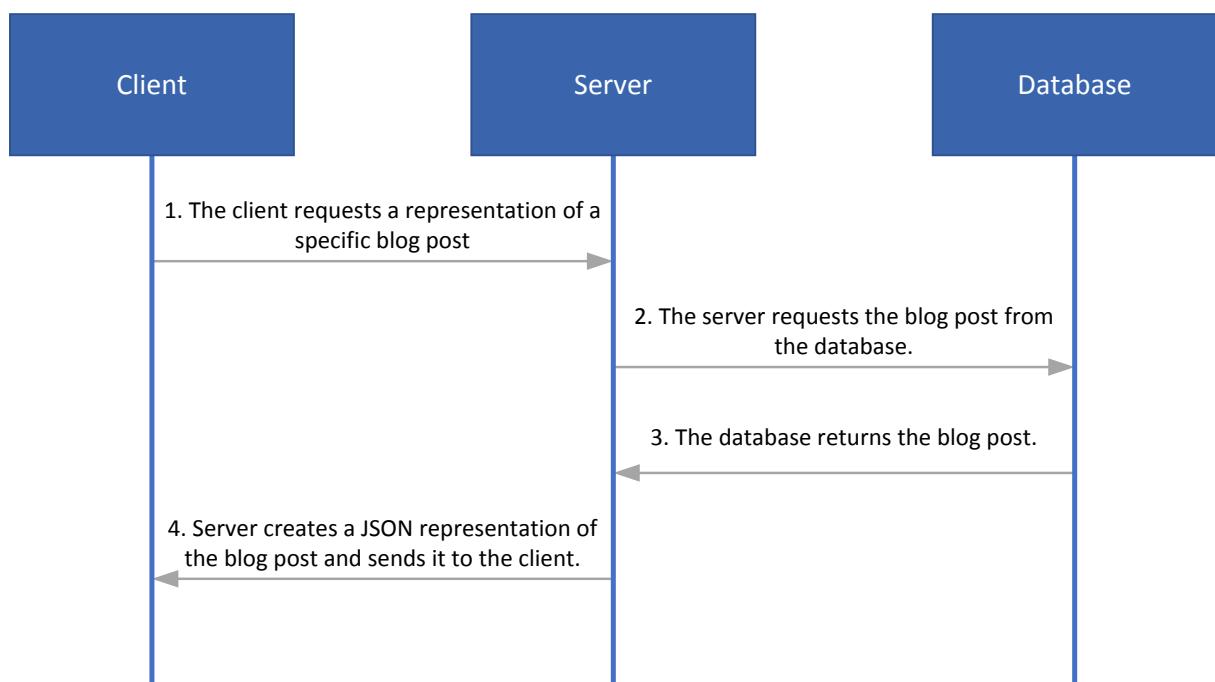 Client
Server
Database
1. The client requests a representation of a
specific blog post
2. The server requests the blog post from
the database.
3. The database returns the blog post.
4. Server creates a JSON representation of
the blog post and sends it to the client.